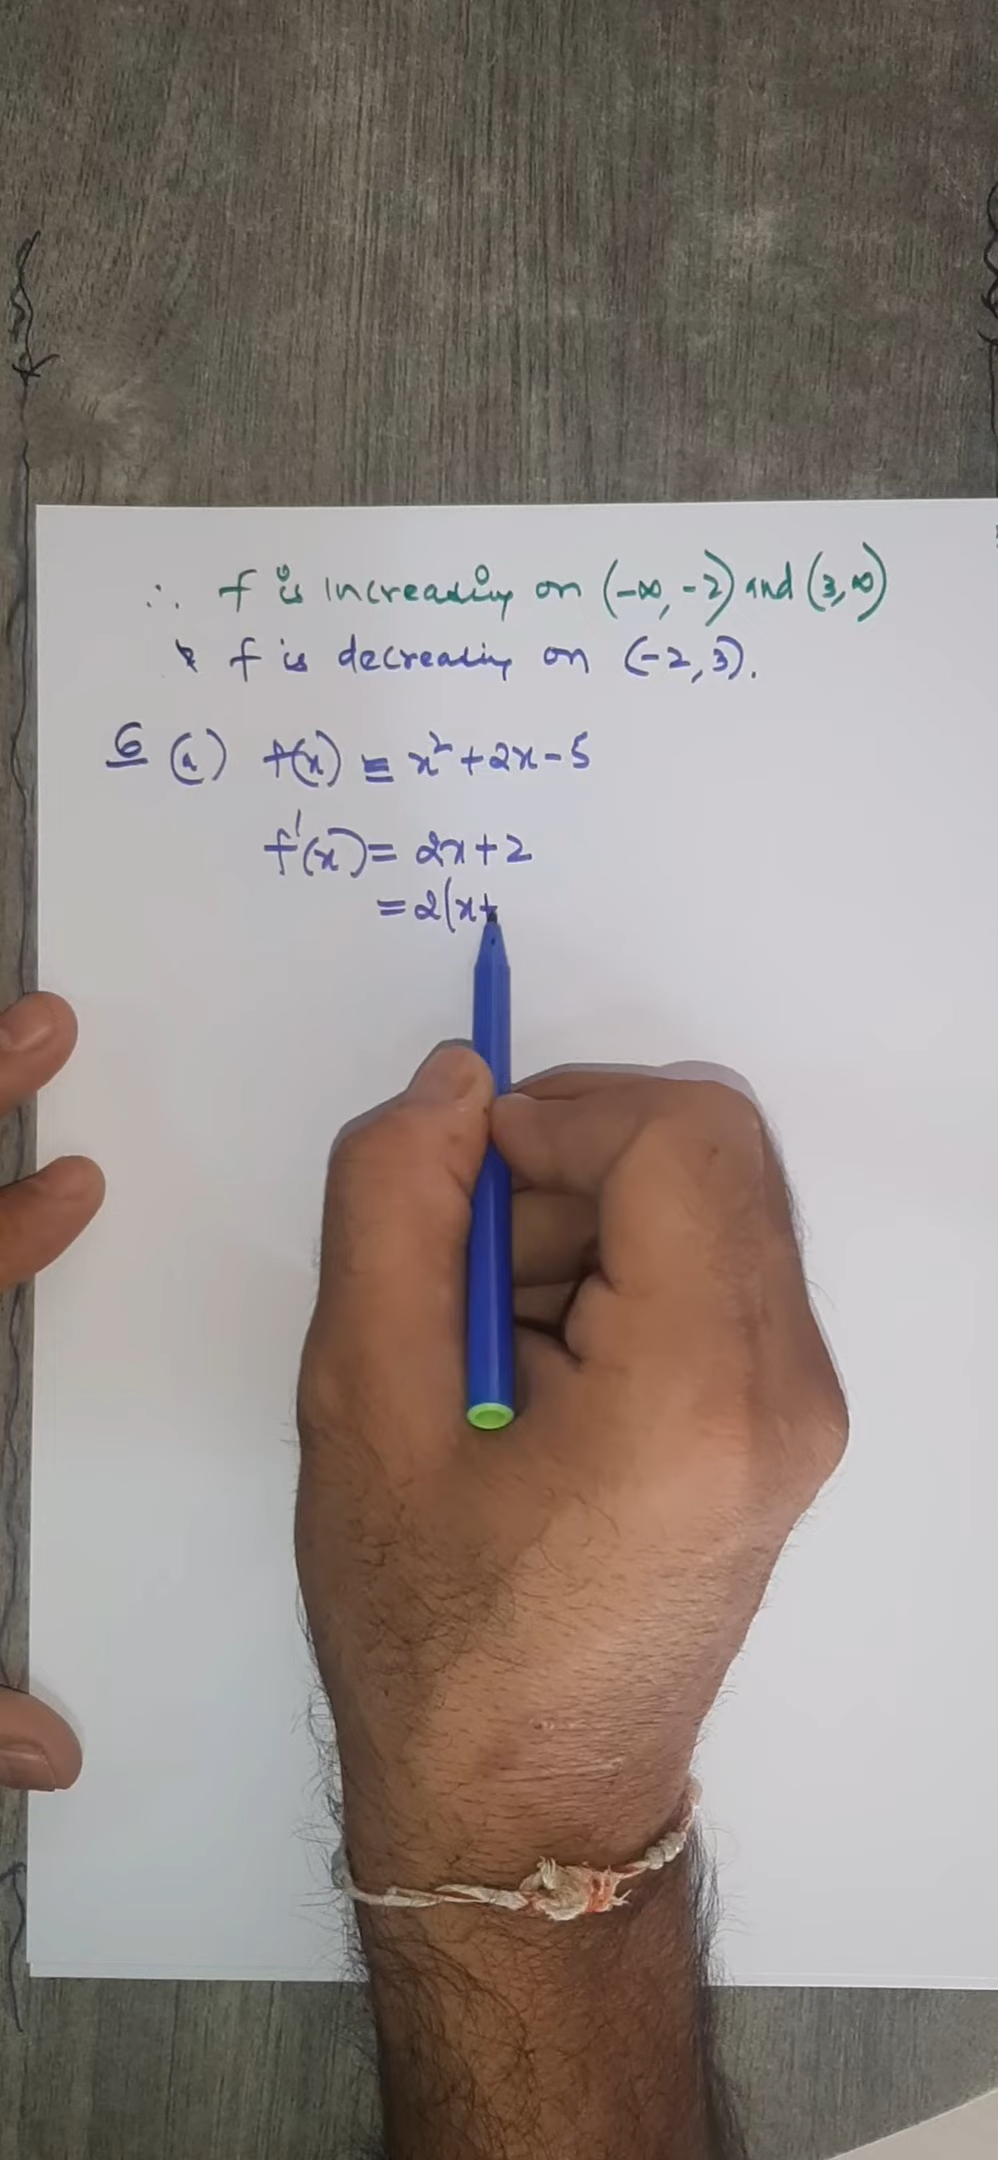 ∴ f is increasing on (-∞, -2) and (3, ∞)
& f is decreasing on (-2, 3).
6 (a) f(x) = x² + 2x - 5
f'(x) = 2x + 2
= 2(x+